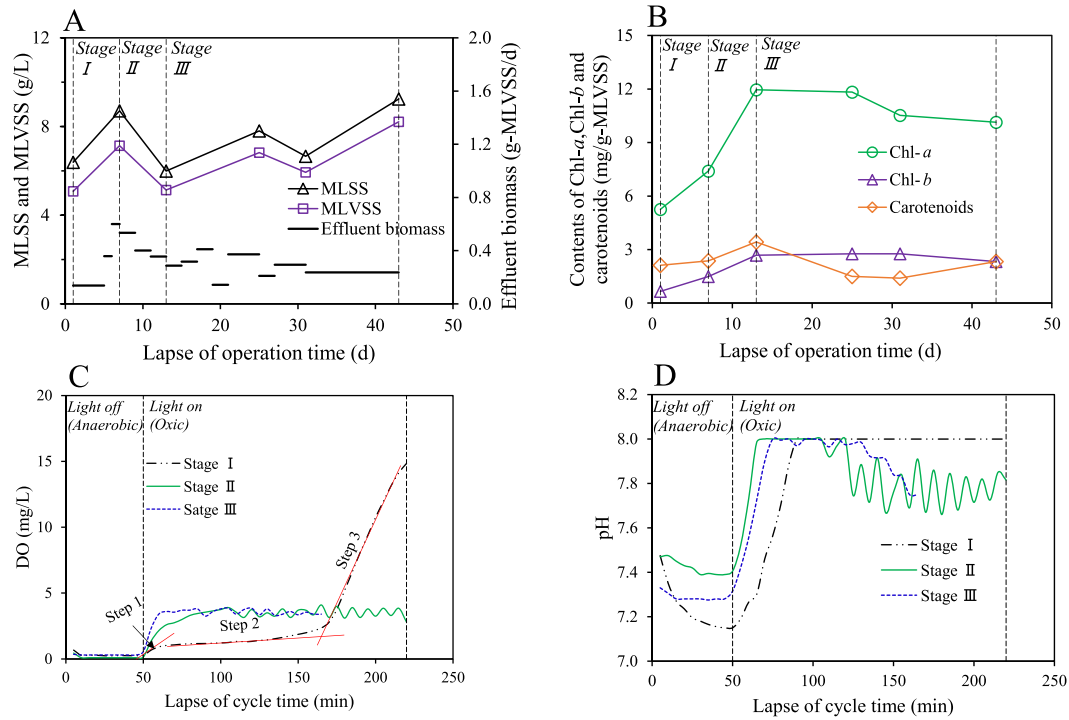 A
MLSS and MLVSS (g/L)
12
8
4
0
Stage
Ⅰ
Stage
Ⅱ
Stage
Ⅲ
MLSS
MLVSS
Effluent biomass
2.0
1.6
1.2
0.8
0.4
0.0
Effluent biomass (g-MLVSS/d)
0 10 20 30 40 50
Lapse of operation time (d)
B
Contents of Chl-a,Chl-b and
carotenoids (mg/g-MLVSS)
15
12
9
6
3
0
Stage
Ⅰ
Stage
Ⅱ
Stage
Ⅲ
Chl-a
Chl-b
Carotenoids
0 10 20 30 40 50
Lapse of operation time (d)
C
DO (mg/L)
20
15
10
5
0
Light off
(Anaerobic)
Light on
(Oxic)
Stage Ⅰ
Stage Ⅱ
Satge Ⅲ
Step 1
Step 2
Step 3
0 50 100 150 200 250
Lapse of cycle time (min)
D
pH
8.0
7.8
7.6
7.4
7.2
7.0
Light off
(Anaerobic)
Light on
(Oxic)
Stage Ⅰ
Stage Ⅱ
Stage Ⅲ
0 50 100 150 200 250
Lapse of cycle time (min)